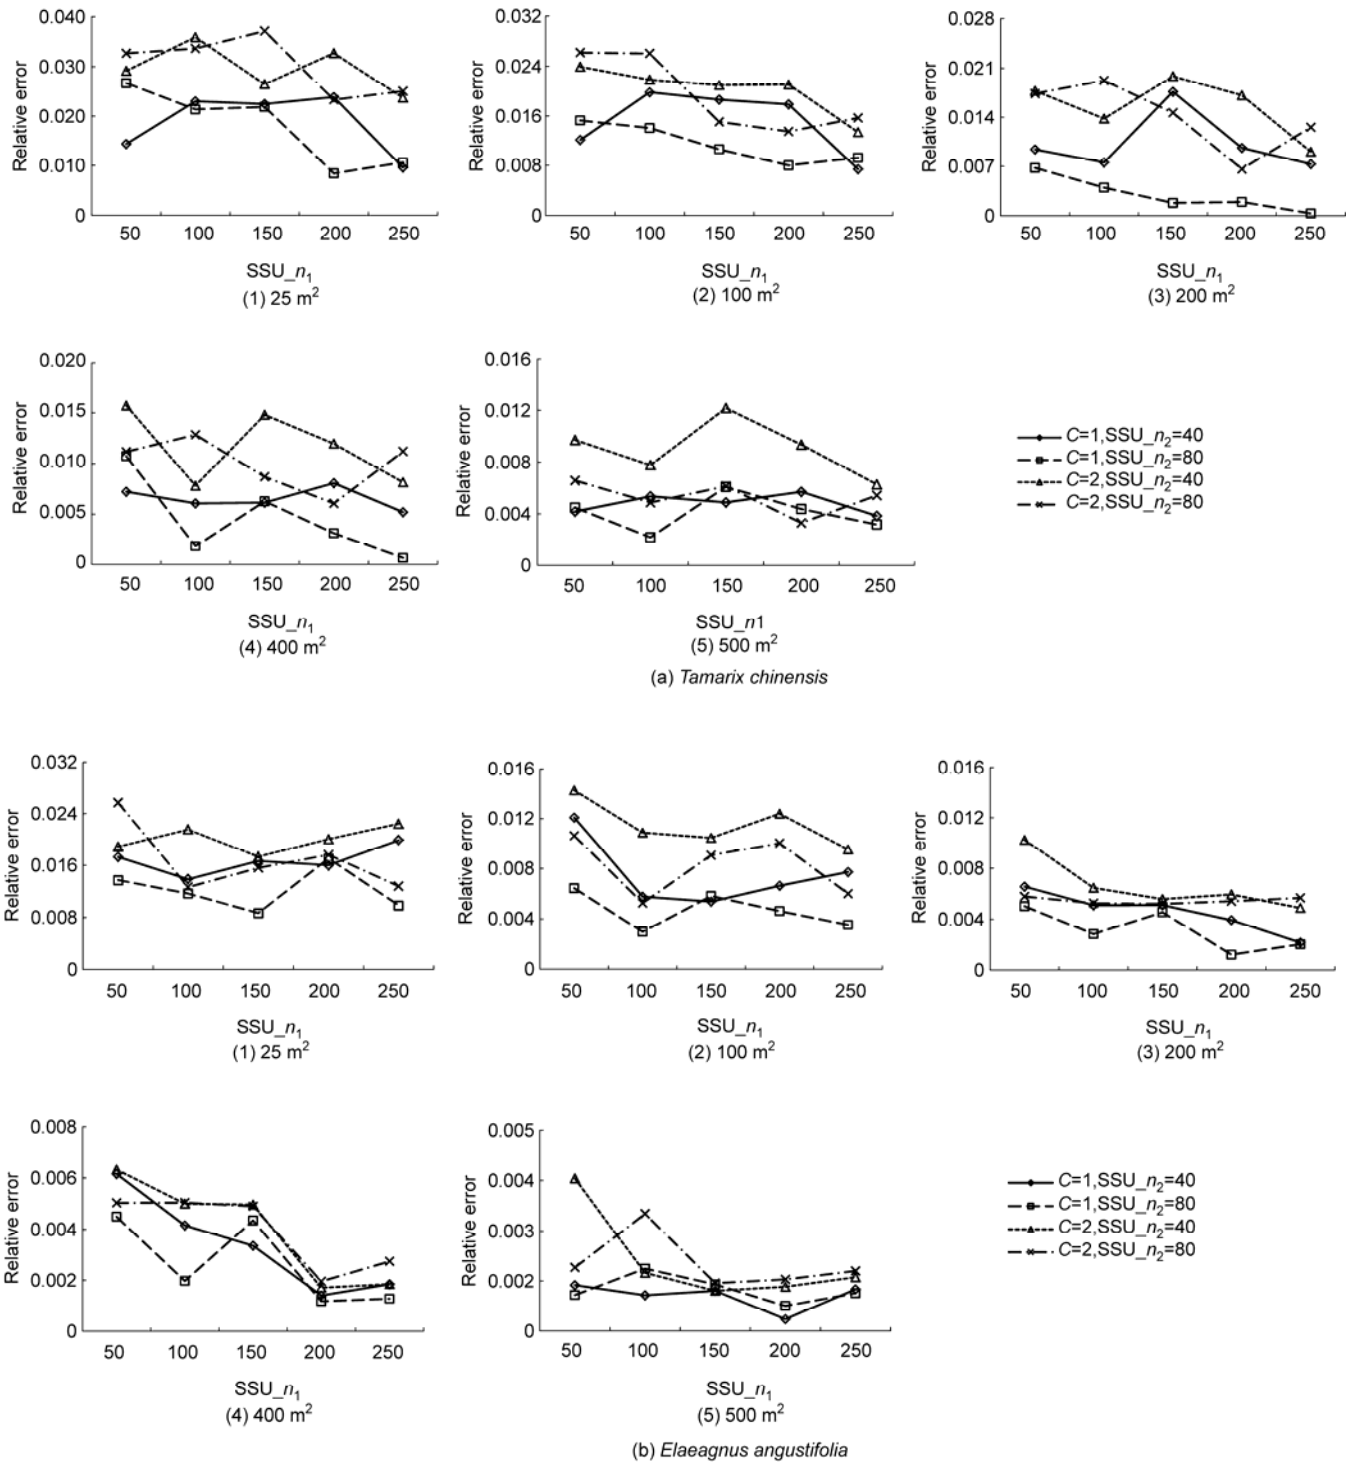 0.040
0.030
0.020
0.010
0
Relative error
50 100 150 200 250
SSU_n1
(1) 25 m2
0.032
0.024
0.016
0.008
0
Relative error
50 100 150 200 250
SSU_n1
(2) 100 m2
0.028
0.021
0.014
0.007
0
Relative error
50 100 150 200 250
SSU_n1
(3) 200 m2
0.020
0.015
0.010
0.005
0
Relative error
50 100 150 200 250
SSU_n1
(4) 400 m2
0.016
0.012
0.008
0.004
0
Relative error
50 100 150 200 250
SSU_n1
(5) 500 m2
C=1,SSU_n2=40
C=1,SSU_n2=80
C=2,SSU_n2=40
C=2,SSU_n2=80
(a) Tamarix chinensis
0.032
0.024
0.016
0.008
0
Relative error
50 100 150 200 250
SSU_n1
(1) 25 m2
0.016
0.012
0.008
0.004
0
Relative error
50 100 150 200 250
SSU_n1
(2) 100 m2
0.016
0.012
0.008
0.004
0
Relative error
50 100 150 200 250
SSU_n1
(3) 200 m2
0.008
0.006
0.004
0.002
0
Relative error
50 100 150 200 250
SSU_n1
(4) 400 m2
0.005
0.004
0.003
0.002
0.002
0
Relative error
50 100 150 200 250
SSU_n1
(5) 500 m2
C=1,SSU_n2=40
C=1,SSU_n2=80
C=2,SSU_n2=40
C=2,SSU_n2=80
(b) Elaeagnus angustifolia